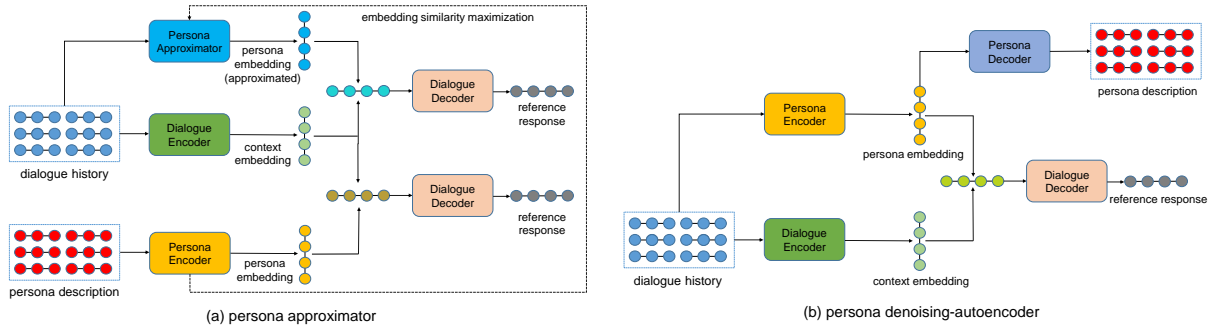 embedding similarity maximization
Persona
Approximator
persona
embedding
(approximated)
Dialogue
Decoder
reference
response
Dialogue
Encoder
context
embedding
dialogue history
Dialogue
Decoder
reference
response
Persona
Encoder
persona
embedding
persona description
(a) persona approximator
Persona
Decoder
persona description
Persona
Encoder
persona embedding
Dialogue
Decoder
reference response
Dialogue
Encoder
context embedding
dialogue history
(b) persona denoising-autoencoder